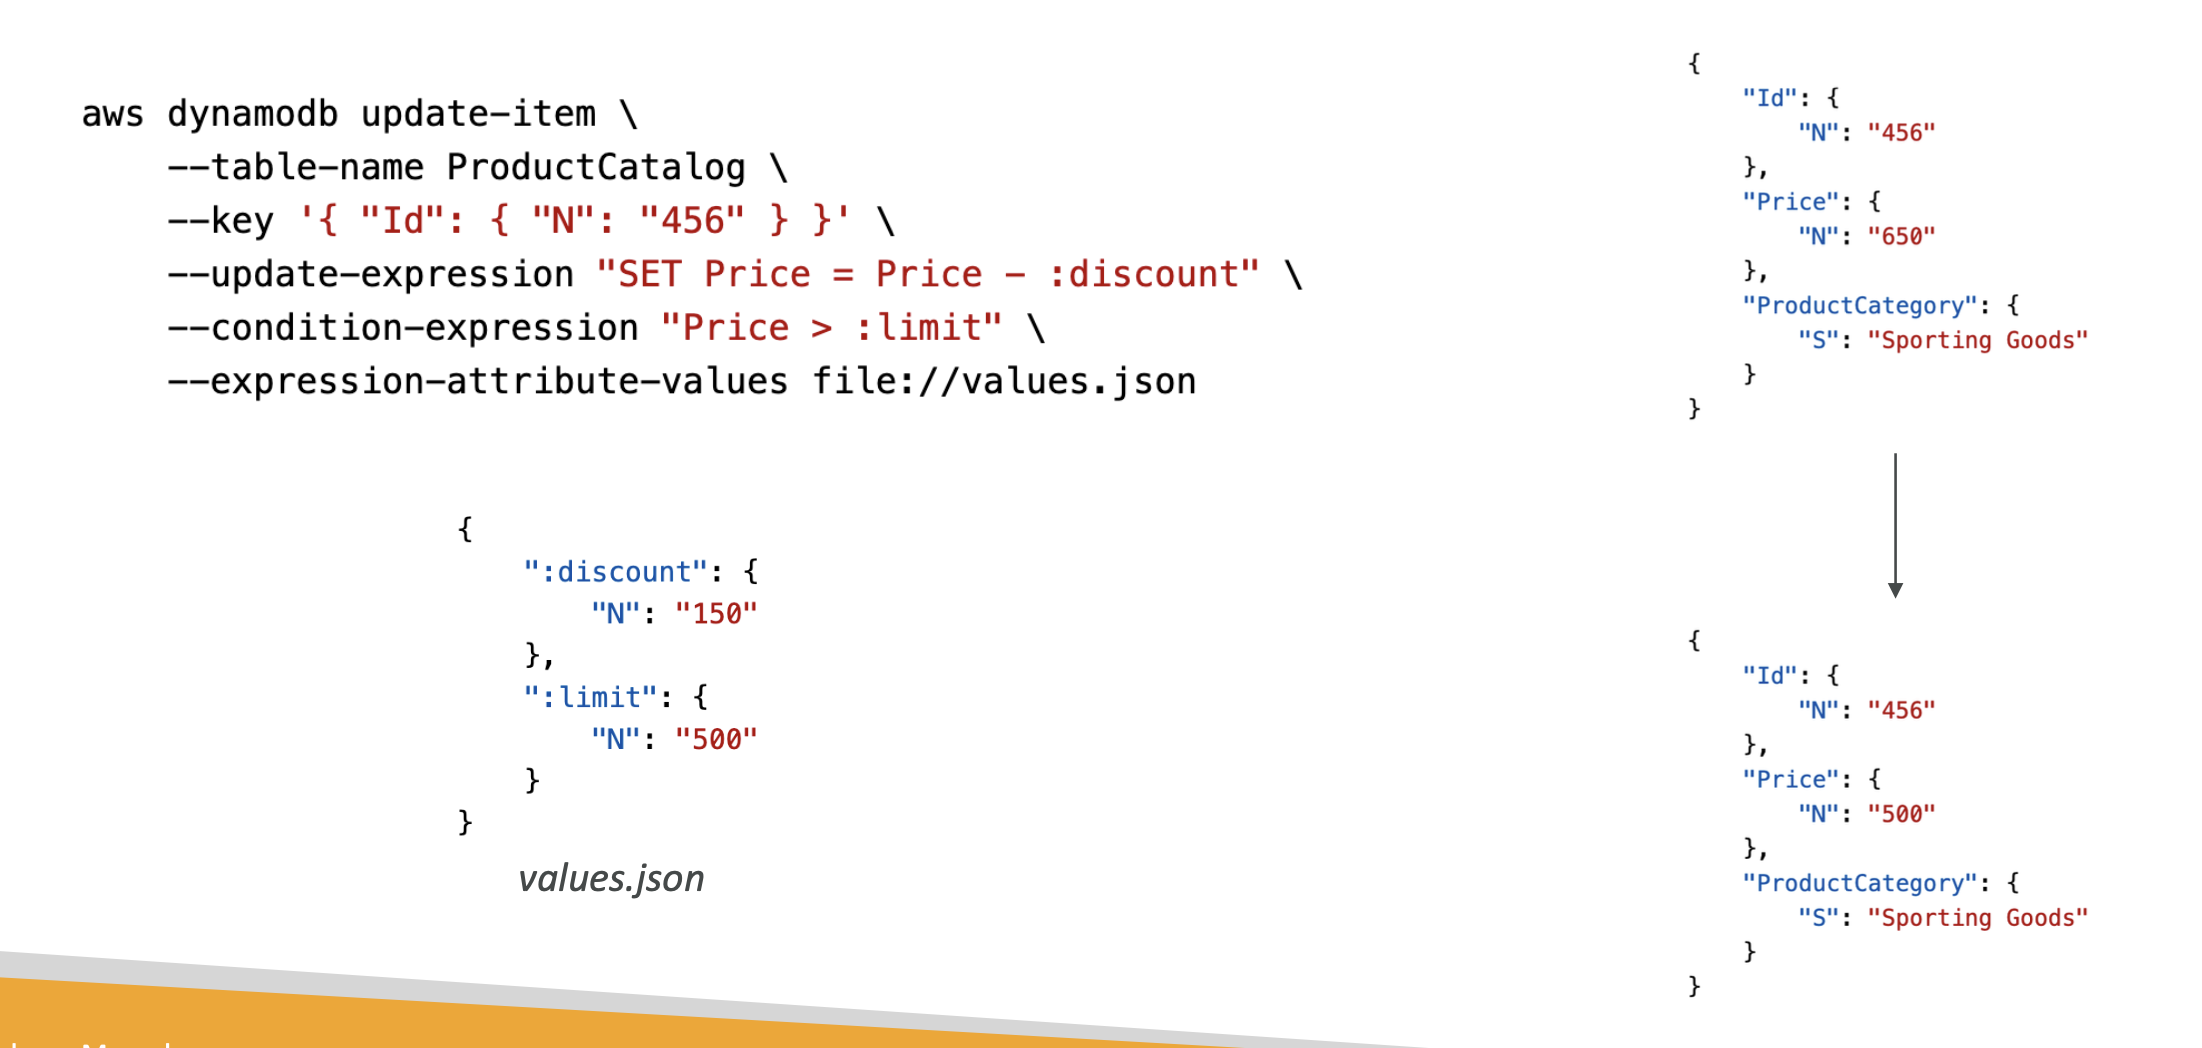 aws dynamodb update-item \
    --table-name ProductCatalog \
    --key '{ "Id": { "N": "456" } }' \
    --update-expression "SET Price = Price - :discount" \
    --condition-expression "Price > :limit" \
    --expression-attribute-values file://values.json
{
    ":discount": {
        "N": "150"
    },
    ":limit": {
        "N": "500"
    }
}
values.json
{
    "Id": {
        "N": "456"
    },
    "Price": {
        "N": "650"
    },
    "ProductCategory": {
        "S": "Sporting Goods"
    }
}
{
    "Id": {
        "N": "456"
    },
    "Price": {
        "N": "500"
    },
    "ProductCategory": {
        "S": "Sporting Goods"
    }
}